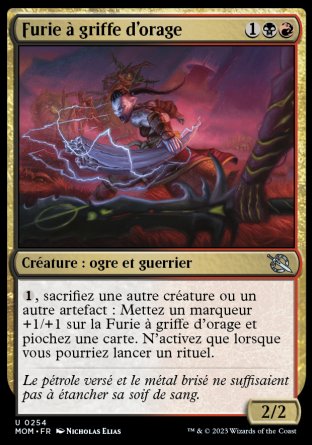 Furie à griffe d'orage 1
Créature : ogre et guerrier
1, sacrifiez une autre créature ou un
autre artefact : Mettez un marqueur
+1/+1 sur la Furie à griffe d'orage et
piochez une carte. N'activez que lorsque
vous pourriez lancer un rituel.
Le pétrole versé et le métal brisé ne suffisaient
pas à étancher sa soif de sang.
2/2
U 0254
MOM • FR Nicholas Elias
™ & © 2023 Wizards of the Coast